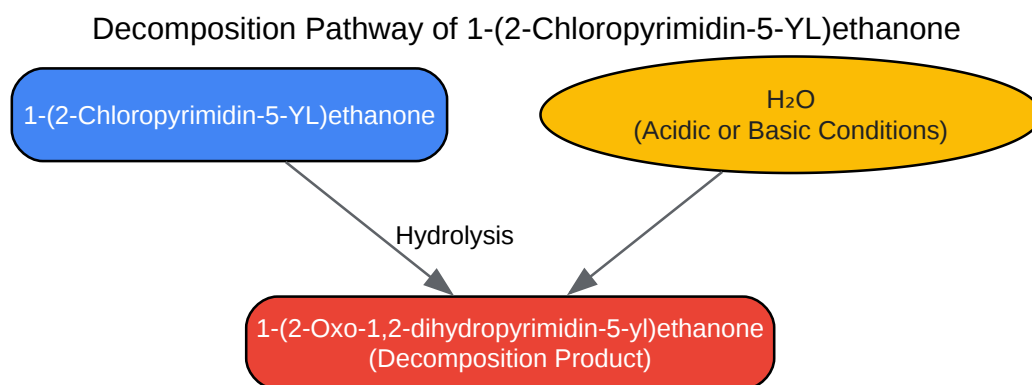 Decomposition Pathway of 1-(2-Chloropyrimidin-5-YL)ethanone
1-(2-Chloropyrimidin-5-YL)ethanone
H₂O
(Acidic or Basic Conditions)
Hydrolysis
1-(2-Oxo-1,2-dihydropyrimidin-5-yl)ethanone
(Decomposition Product)